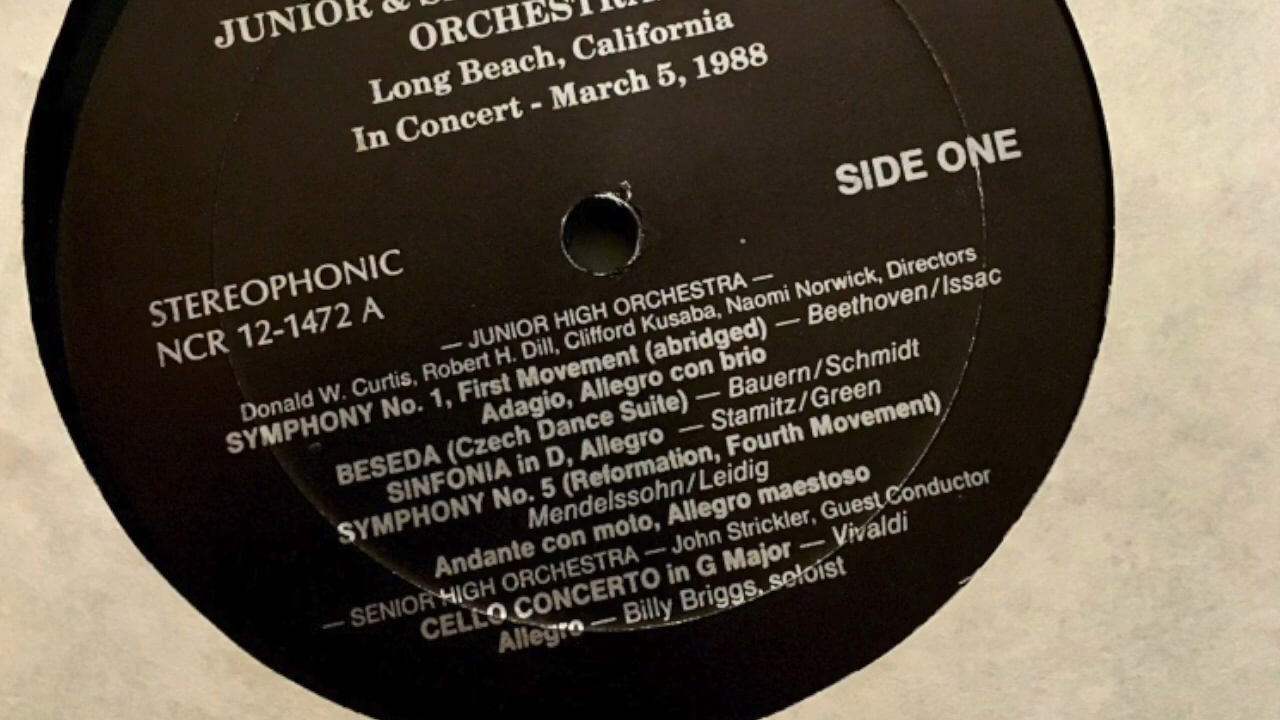 JUNIOR &
ORCHESTRA
Long Beach, California
In Concert - March 5, 1988
SIDE ONE
STEREOPHONIC
NCR 12-1472 A
— JUNIOR HIGH ORCHESTRA —
Donald W. Curtis, Robert H. Dill, Clifford Kusaba, Naomi Norwick, Directors
SYMPHONY No. 1, First Movement (abridged) — Beethoven/Issac
Adagio, Allegro con brio
BESEDA (Czech Dance Suite) — Bauern/Schmidt
SINFONIA in D, Allegro — Stamitz/Green
SYMPHONY No. 5 (Reformation, Fourth Movement)
Mendelssohn/Leidig
Andante con moto, Allegro maestoso
— SENIOR HIGH ORCHESTRA — John Strickler, Guest Conductor
CELLO CONCERTO in G Major — Vivaldi
Allegro — Billy Briggs, soloist